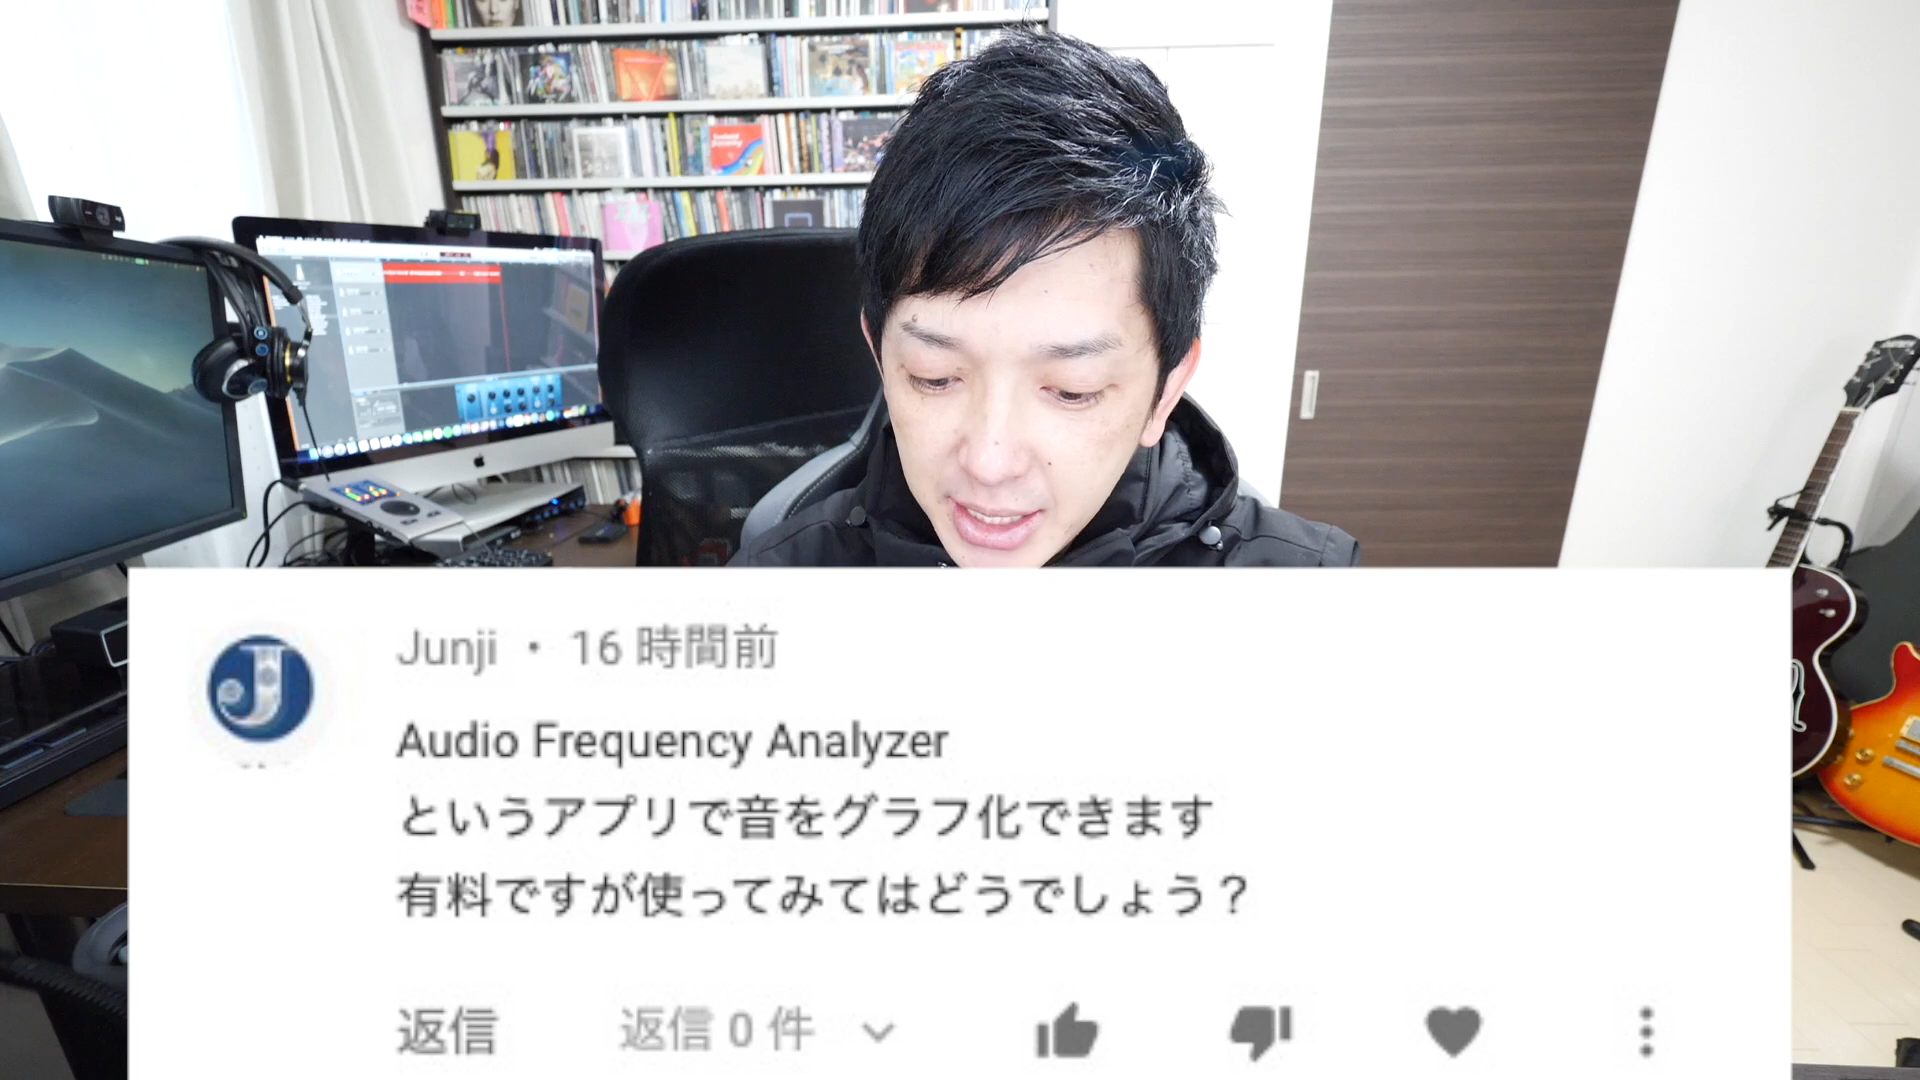 Junji ・ 16 時間前
Audio Frequency Analyzer
というアプリで音をグラフ化できます
有料ですが使ってみてはどうでしょう？
返信 返信 0 件